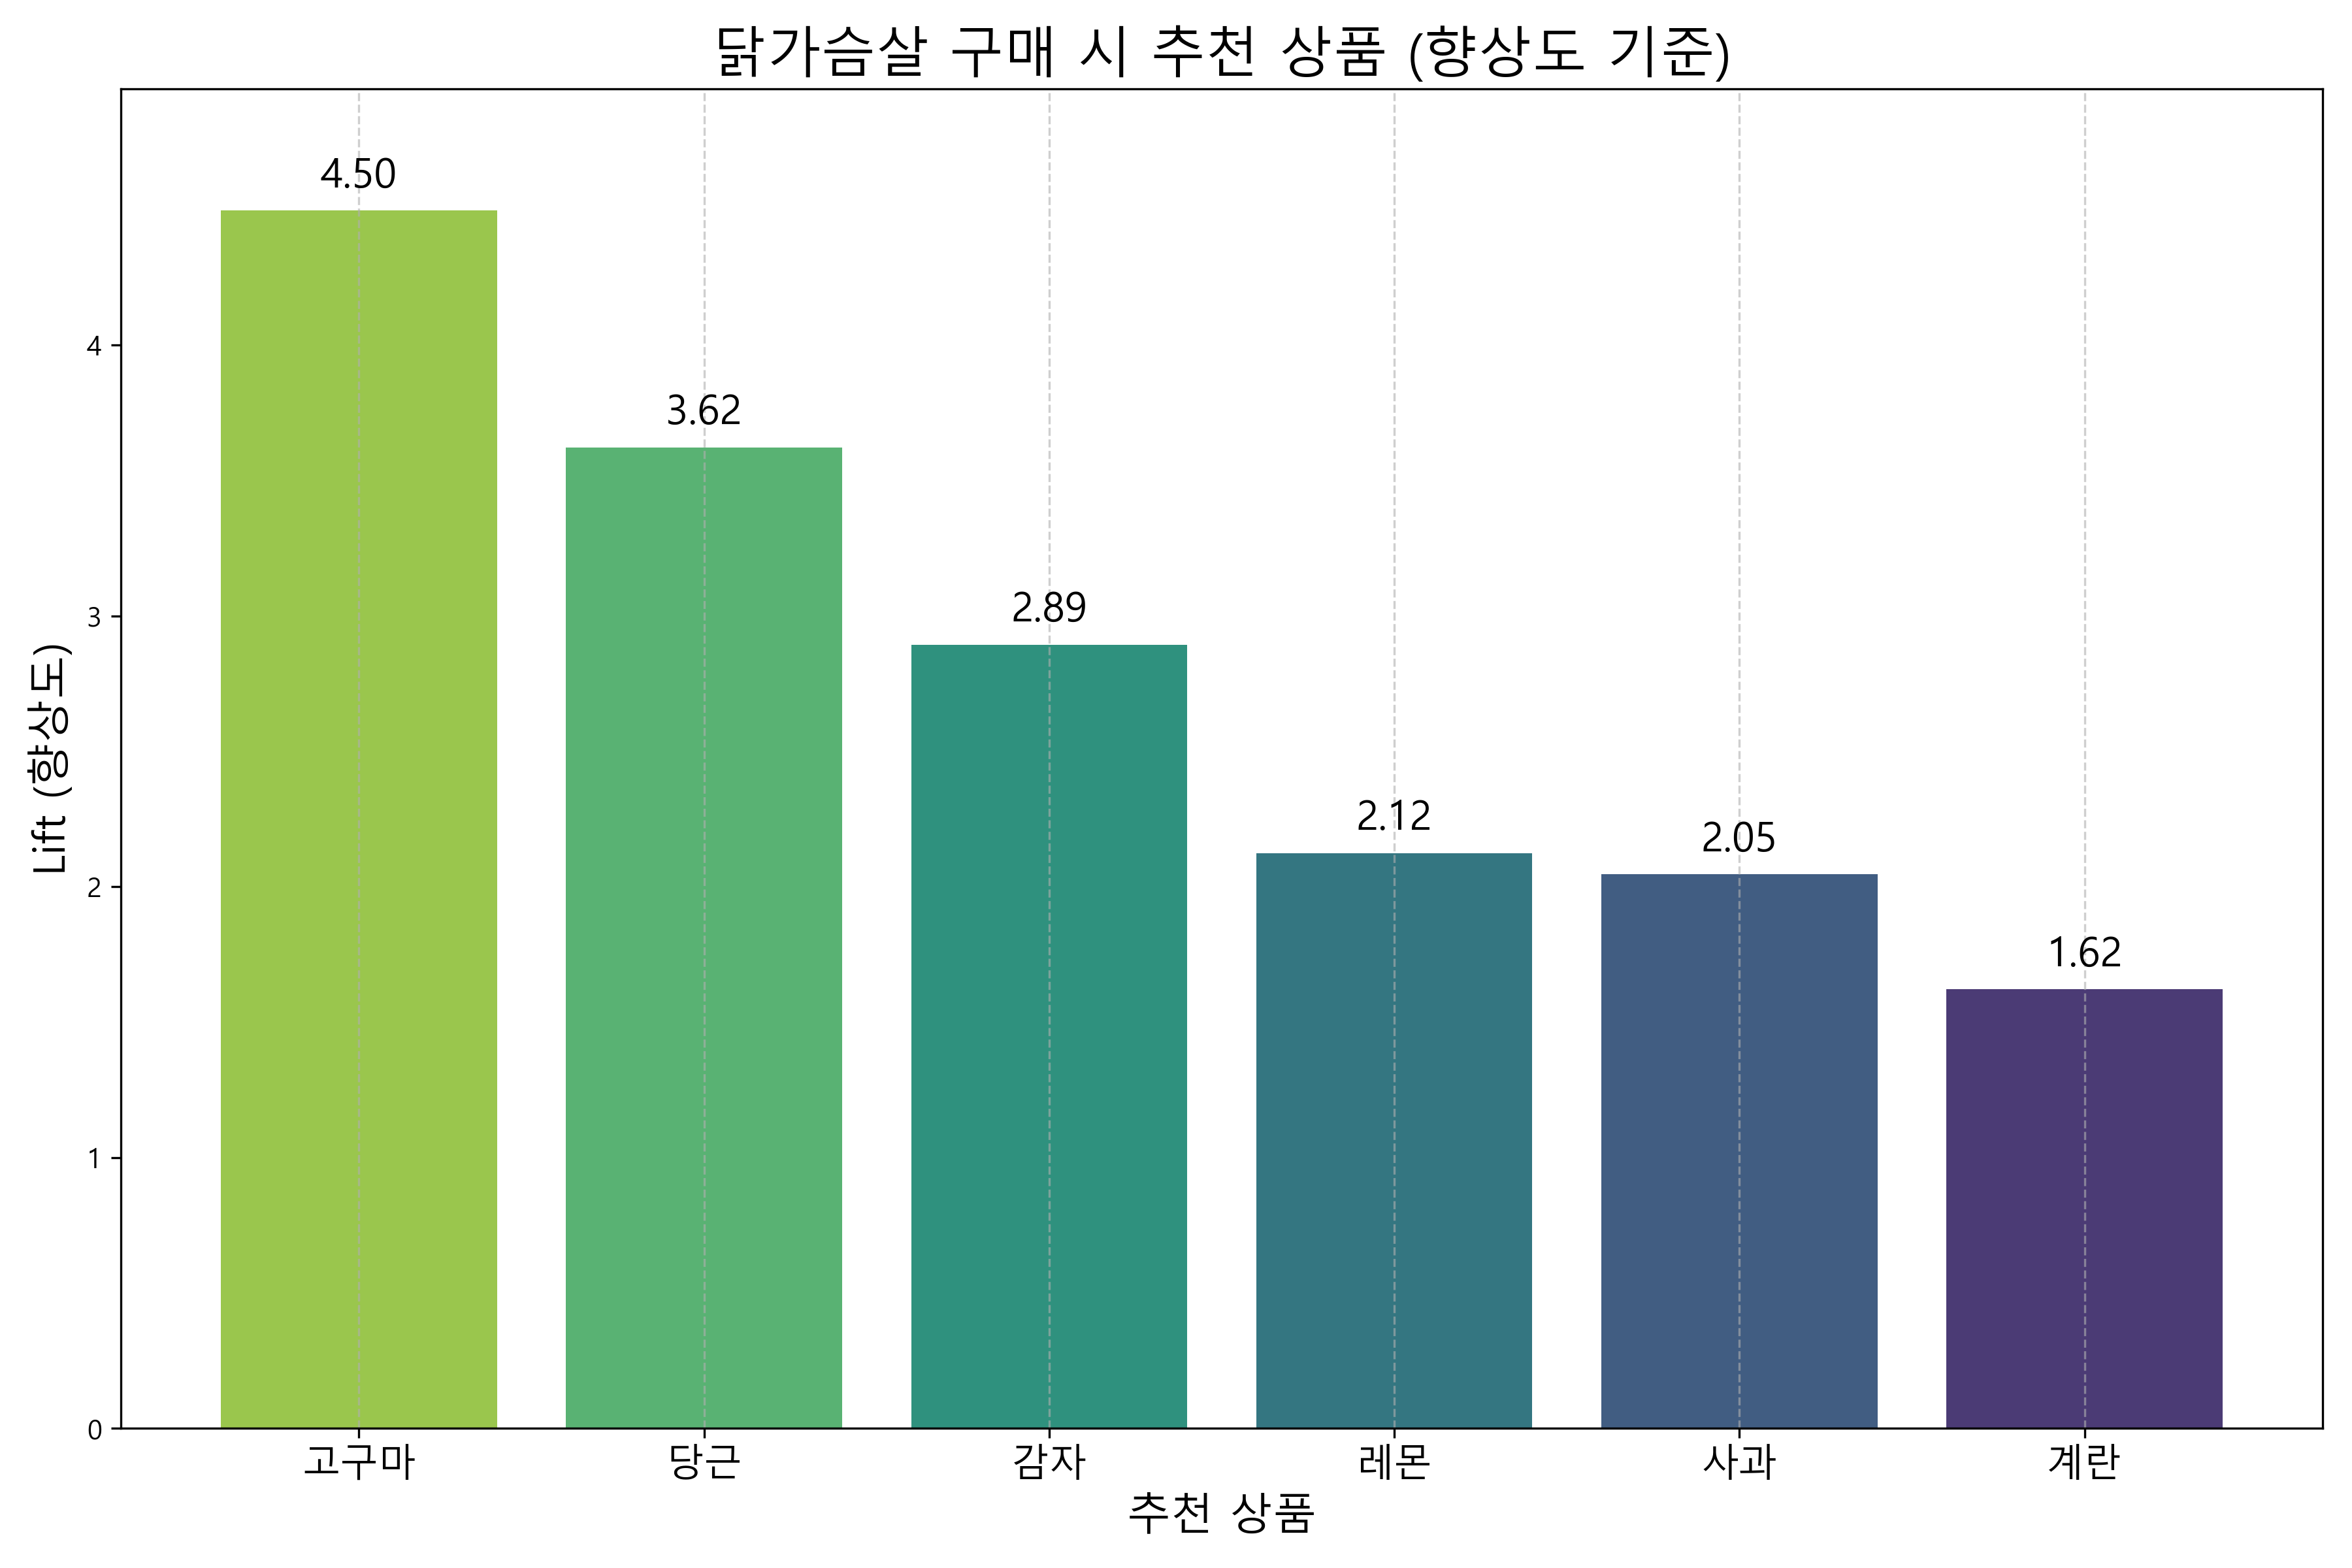 닭가슴살 구매 시 추천 상품 (향상도 기준)
4.50
3.62
2.89
2.12
2.05
1.62
Lift (향상도)
4
3
2
1
0
고구마 당근 감자 레몬 사과 계란
추천 상품